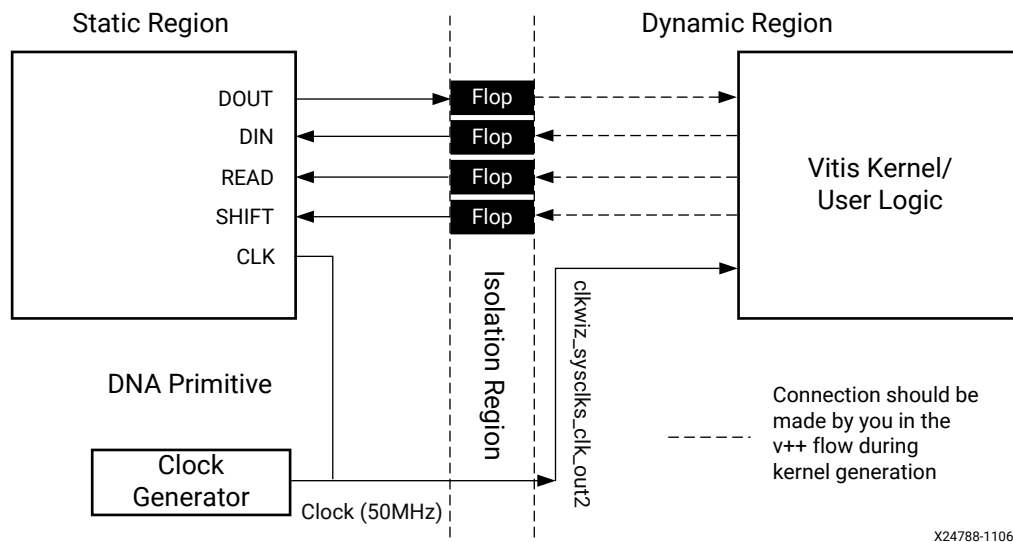 Static Region
Dynamic Region
DOUT
Flop
DIN
Flop
READ
Flop
SHIFT
Flop
CLK
Vitis Kernel/
User Logic
Isolation Region
clkwiz_sysclks_clk_out2
DNA Primitive
Clock
Generator
Clock (50MHz)
Connection should be
made by you in the
v++ flow during
kernel generation
X24788-1106